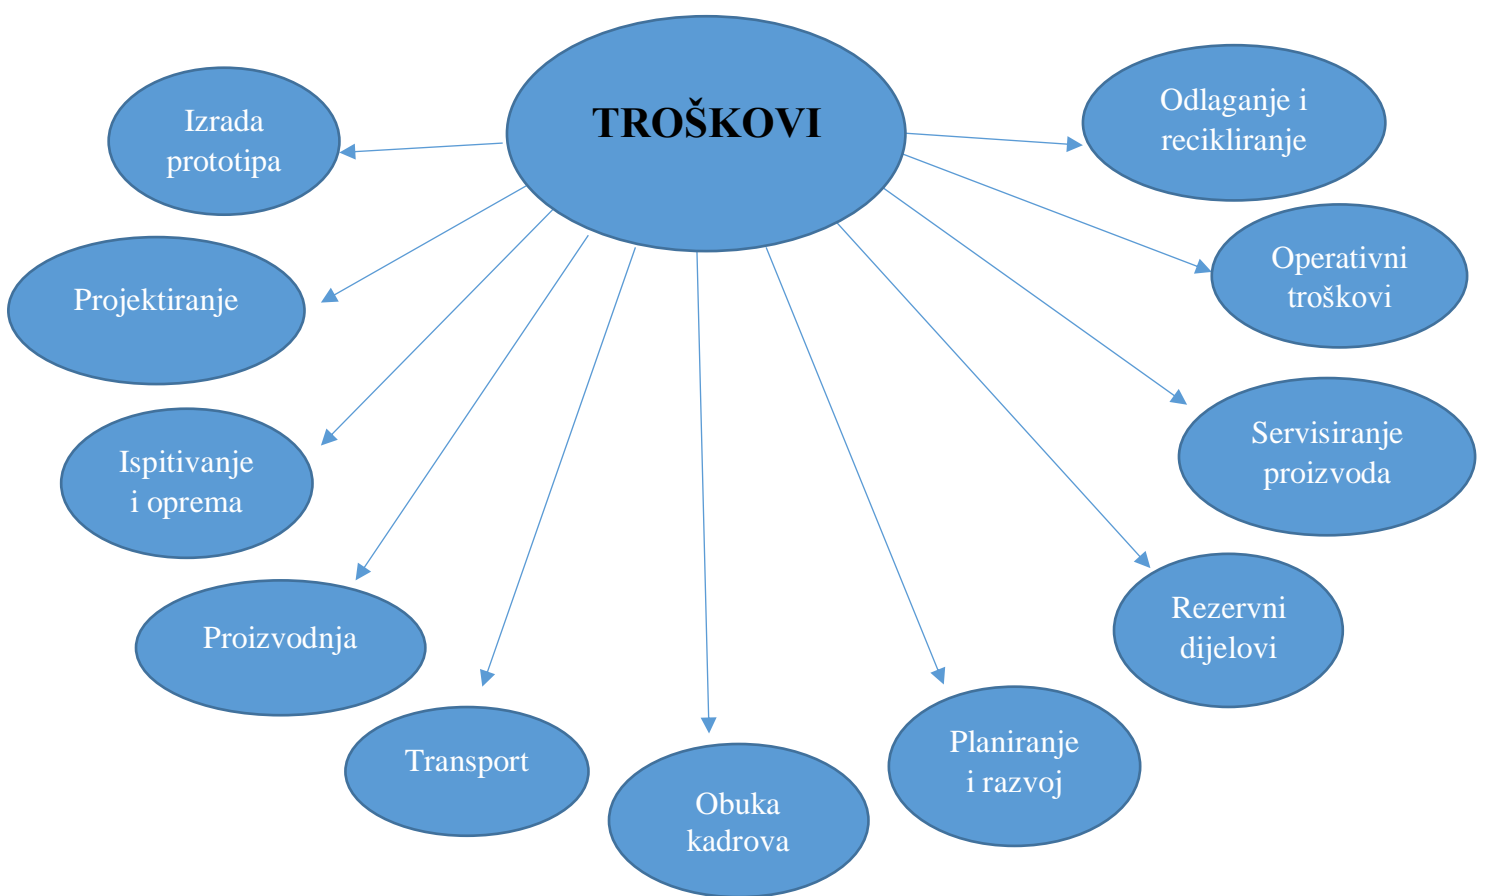 TROŠKOVI
Izrada
prototipa
Projektiranje
Ispitivanje
i oprema
Proizvodnja
Transport
Obuka
kadrova
Planiranje
i razvoj
Rezervni
dijelovi
Servisiranje
proizvoda
Operativni
troškovi
Odlaganje i
recikliranje